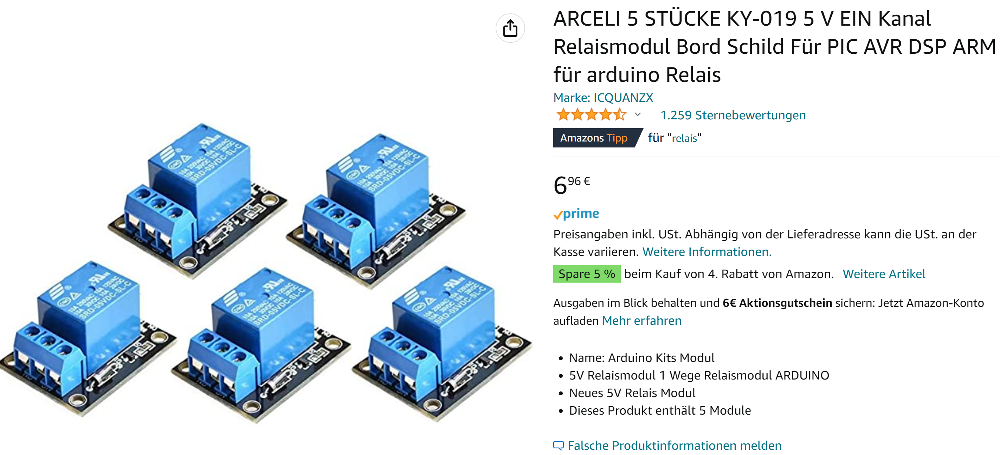 ARCELI 5 STÜCKE KY-019 5 V EIN Kanal
Relaismodul Bord Schild Für PIC AVR DSP ARM
für arduino Relais
Marke: ICQUANZX
1.259 Sternebewertungen
Amazons Tipp für "relais"
6 96 €
prime
Preisangaben inkl. USt. Abhängig von der Lieferadresse kann die USt. an der
Kasse variieren. Weitere Informationen.
Spare 5 % beim Kauf von 4. Rabatt von Amazon. Weitere Artikel
Ausgaben im Blick behalten und 6€ Aktionsgutschein sichern: Jetzt Amazon-Konto
aufladen Mehr erfahren
Name: Arduino Kits Modul
5V Relaismodul 1 Wege Relaismodul ARDUINO
Neues 5V Relais Modul
Dieses Produkt enthält 5 Module
Falsche Produktinformationen melden
10A 250VAC 10A 125VAC
10A 30VDC 10A 28VDC
SRD-05VDC-SL-C
10A 250VAC 10A 125VAC
10A 30VDC 10A 28VDC
SRD-05VDC-SL-C
10A 250VAC 10A 125VAC
10A 30VDC 10A 28VDC
SRD-05VDC-SL-C
10A 250VAC 10A 125VAC
10A 30VDC 10A 28VDC
SRD-05VDC-SL-C
10A 250VAC 10A 125VAC
10A 30VDC 10A 28VDC
SRD-05VDC-SL-C